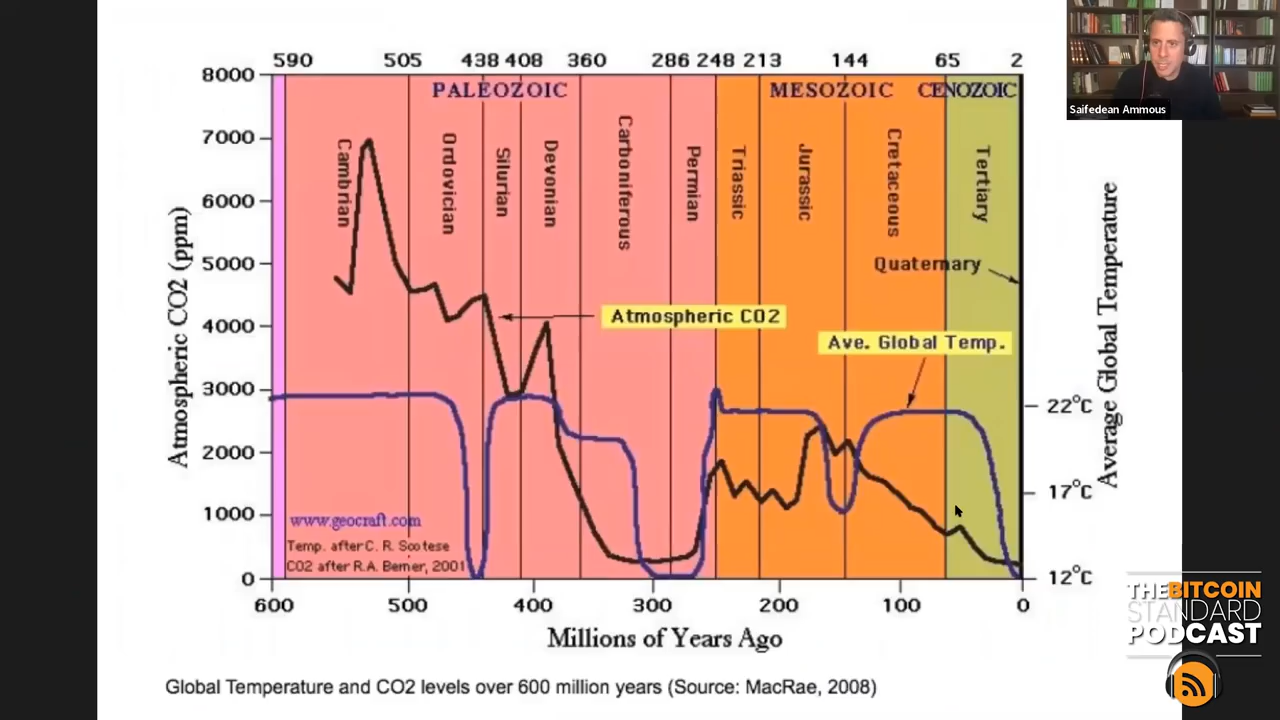 Saifedean Ammous
590 505 438 408 360 286 248 213 144 65 2
8000
7000
6000
5000
4000
3000
2000
1000
0
Atmospheric CO2 (ppm)
PALEOZOIC
MESOZOIC
CENOZOIC
Cambrian
Ordovician
Silurian
Devonian
Carboniferous
Permian
Triassic
Jurassic
Cretaceous
Tertiary
Quaternary
Atmospheric CO2
Ave. Global Temp.
Average Global Temperature
22°C
17°C
12°C
www.geocraft.com
Temp. after C. R. Scotese
CO2 after R.A. Berner, 2001
600 500 400 300 200 100 0
Millions of Years Ago
Global Temperature and CO2 levels over 600 million years (Source: MacRae, 2008)
THE BITCOIN
STANDARD
PODCAST